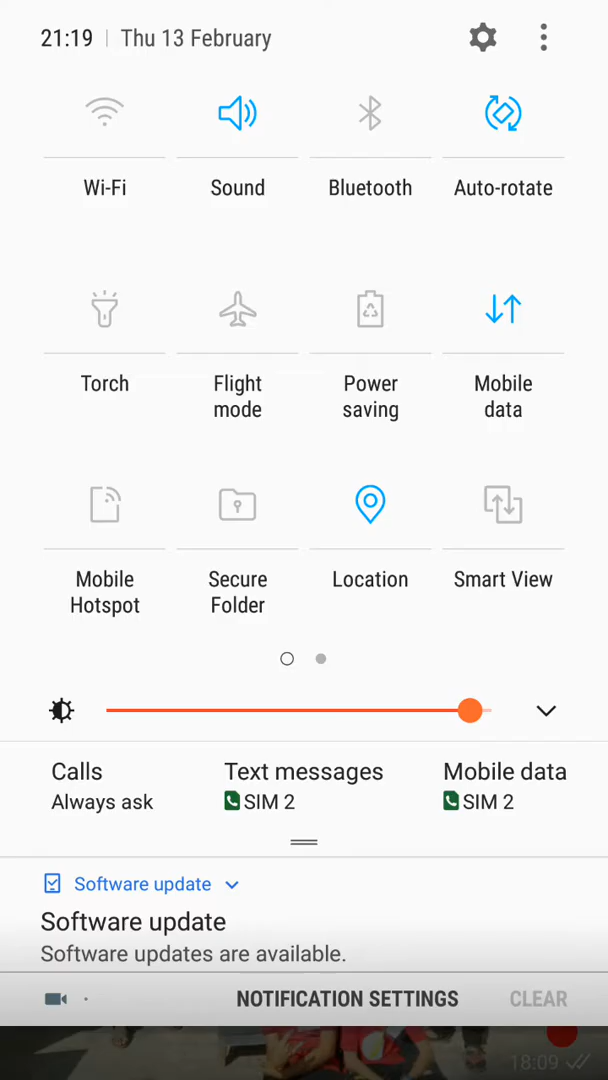 21:19 | Thu 13 February
Wi-Fi Sound Bluetooth Auto-rotate
Torch Flight mode Power saving Mobile data
Mobile Hotspot Secure Folder Location Smart View
Calls Text messages Mobile data
Always ask SIM 2 SIM 2
Software update
Software update
Software updates are available.
NOTIFICATION SETTINGS CLEAR
18:09